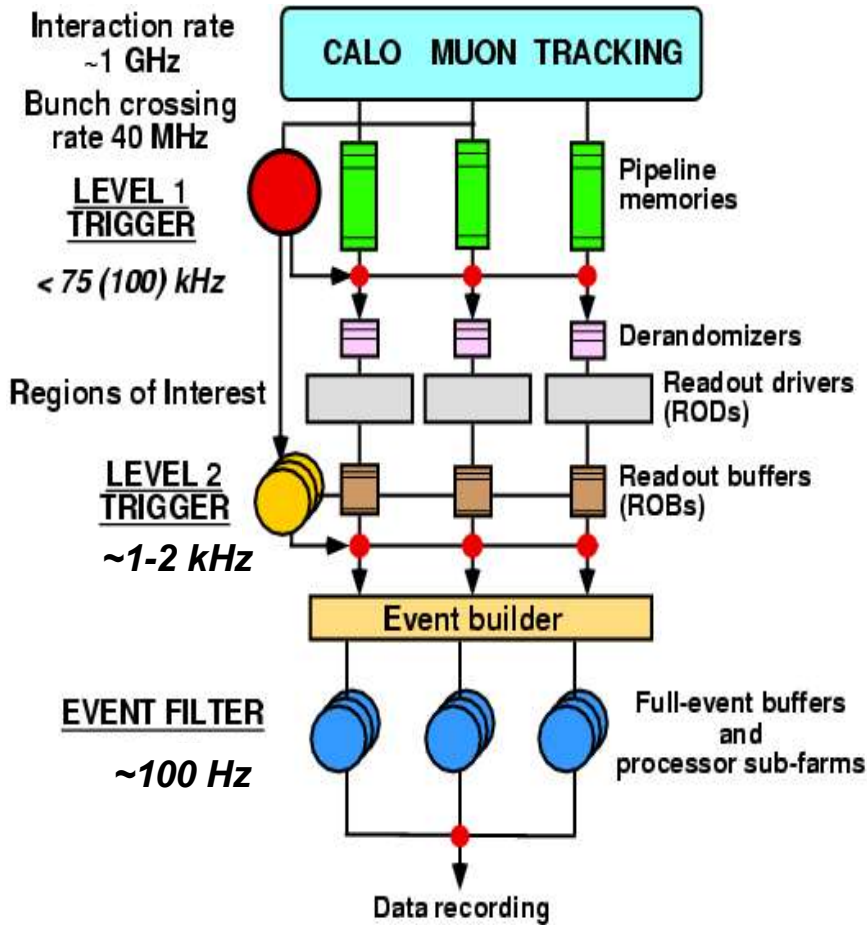 Interaction rate
~1 GHz
CALO MUON TRACKING
Bunch crossing
rate 40 MHz
Pipeline
memories
LEVEL 1
TRIGGER
< 75 (100) kHz
Derandomizers
Regions of Interest
Readout drivers
(RODs)
LEVEL 2
TRIGGER
Readout buffers
(ROBs)
~1-2 kHz
Event builder
EVENT FILTER
~100 Hz
Full-event buffers
and
processor sub-farms
Data recording